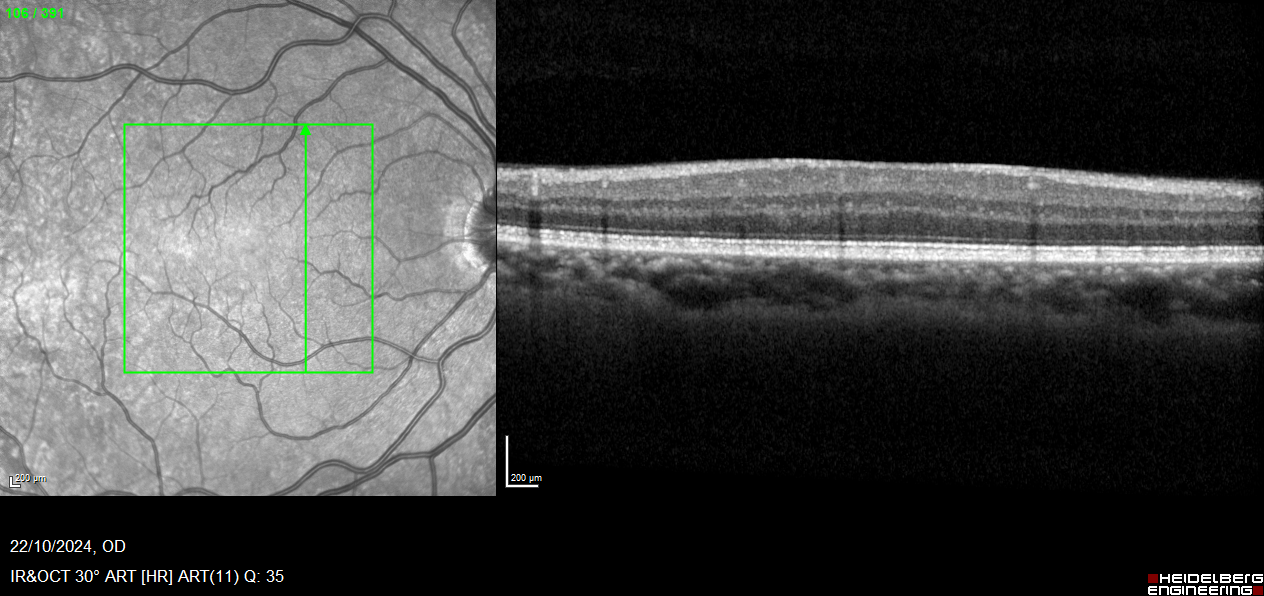 106 / 091
200 µm
200 µm
22/10/2024, OD
IR&OCT 30° ART [HR] ART(11) Q: 35
HEIDELBERG
ENGINEERING